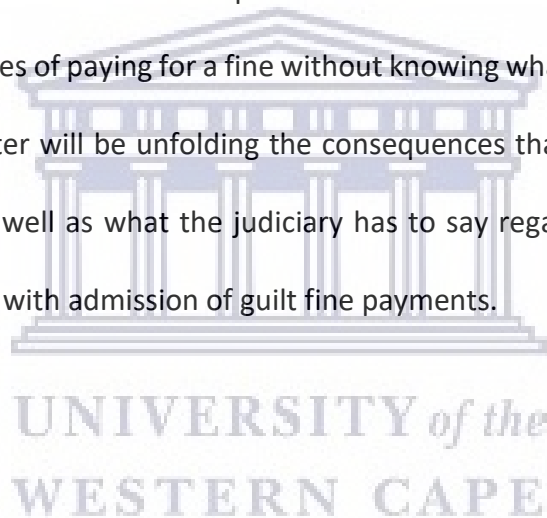 es of paying for a fine without knowing wha
ter will be unfolding the consequences tha
well as what the judiciary has to say rega
with admission of guilt fine payments.
UNIVERSITY of the
WESTERN CAPE